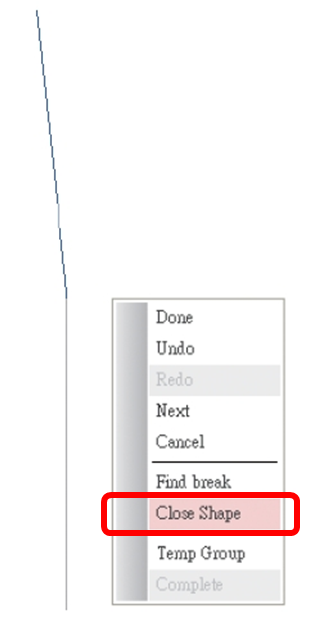 Done
Undo
Redo
Next
Cancel
Find break
Close Shape
Temp Group
Complete